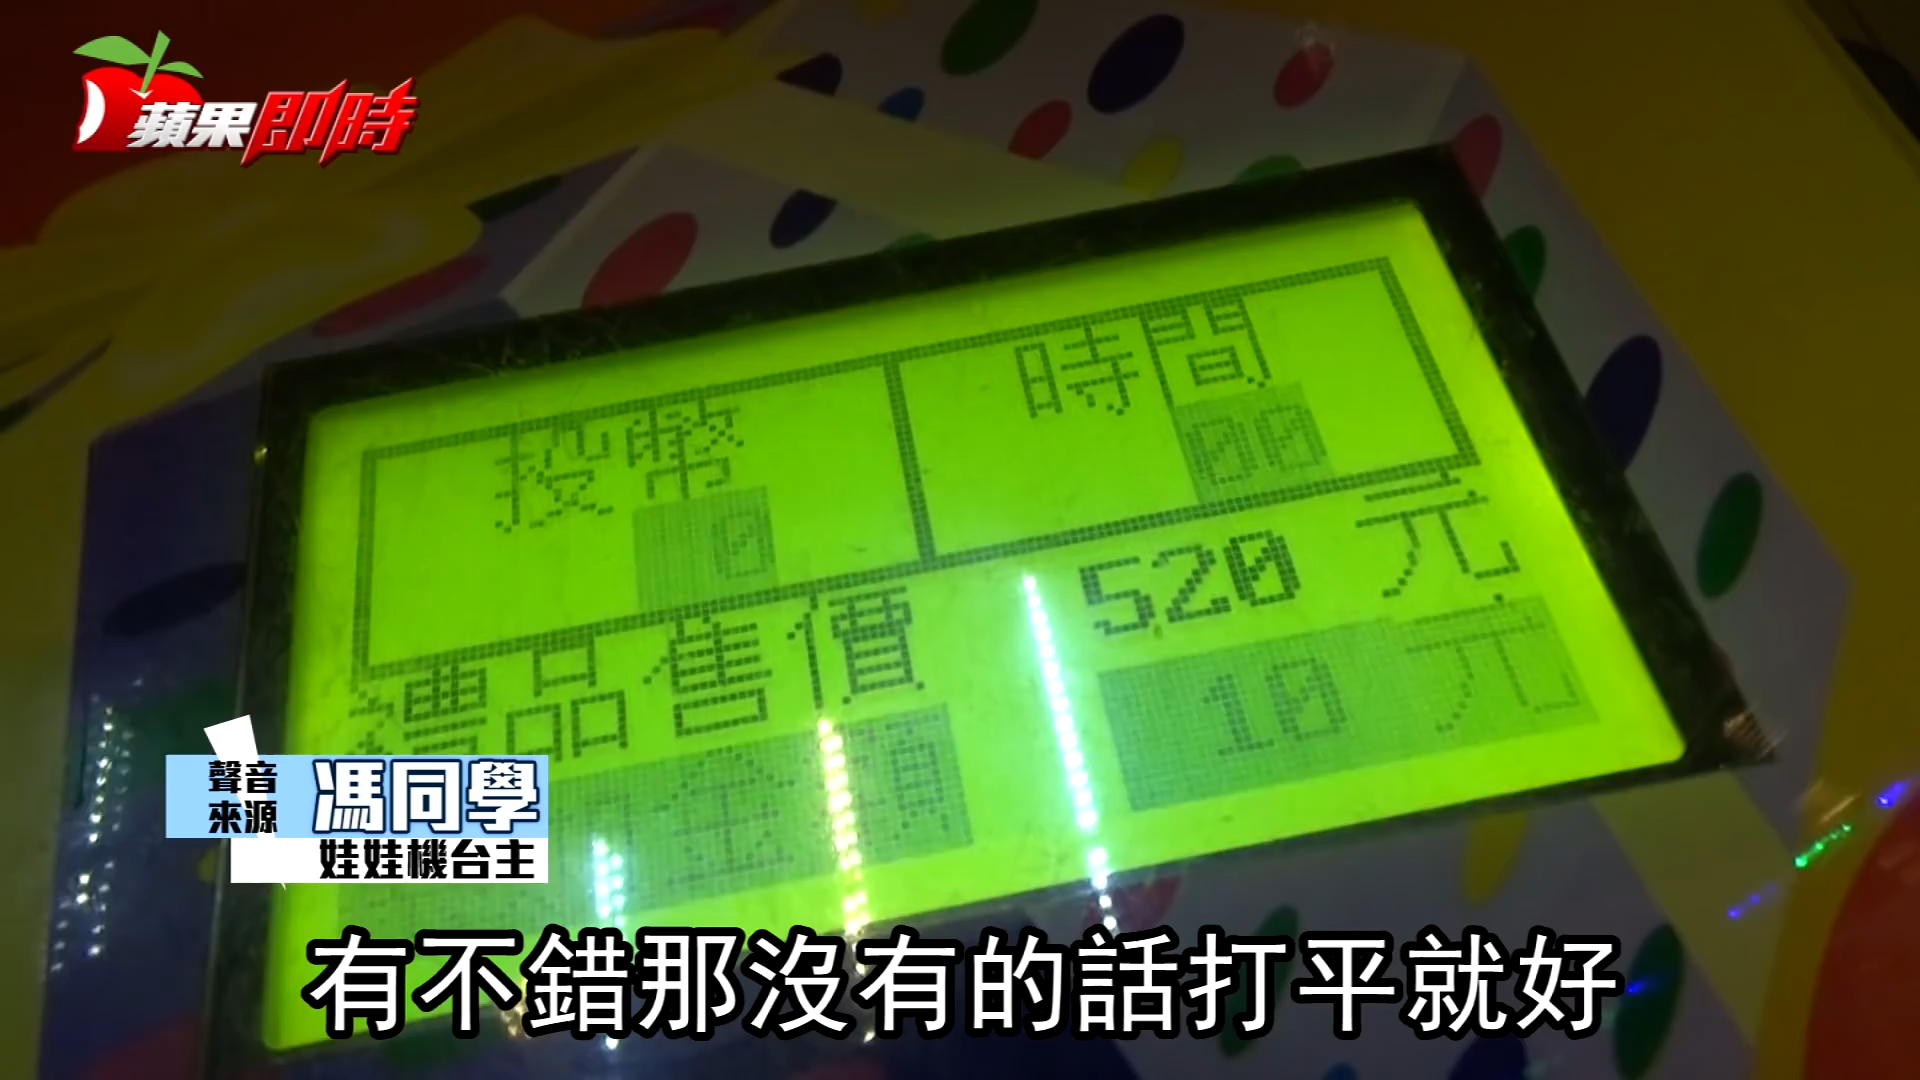 蘋果即時
投幣
0
時間
00
禮品售價
520 元
金額
10 元
聲音
來源
馮同學
娃娃機台主
有不錯那沒有的話打平就好